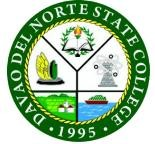 DAVAO DEL NORTE STATE COLLEGE
• 1995 •